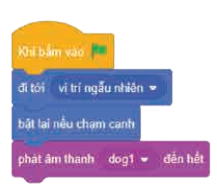 Khi bấm vào
đi tới vị trí ngẫu nhiên
bật lại nếu chạm cạnh
phát âm thanh dog1 đến hết